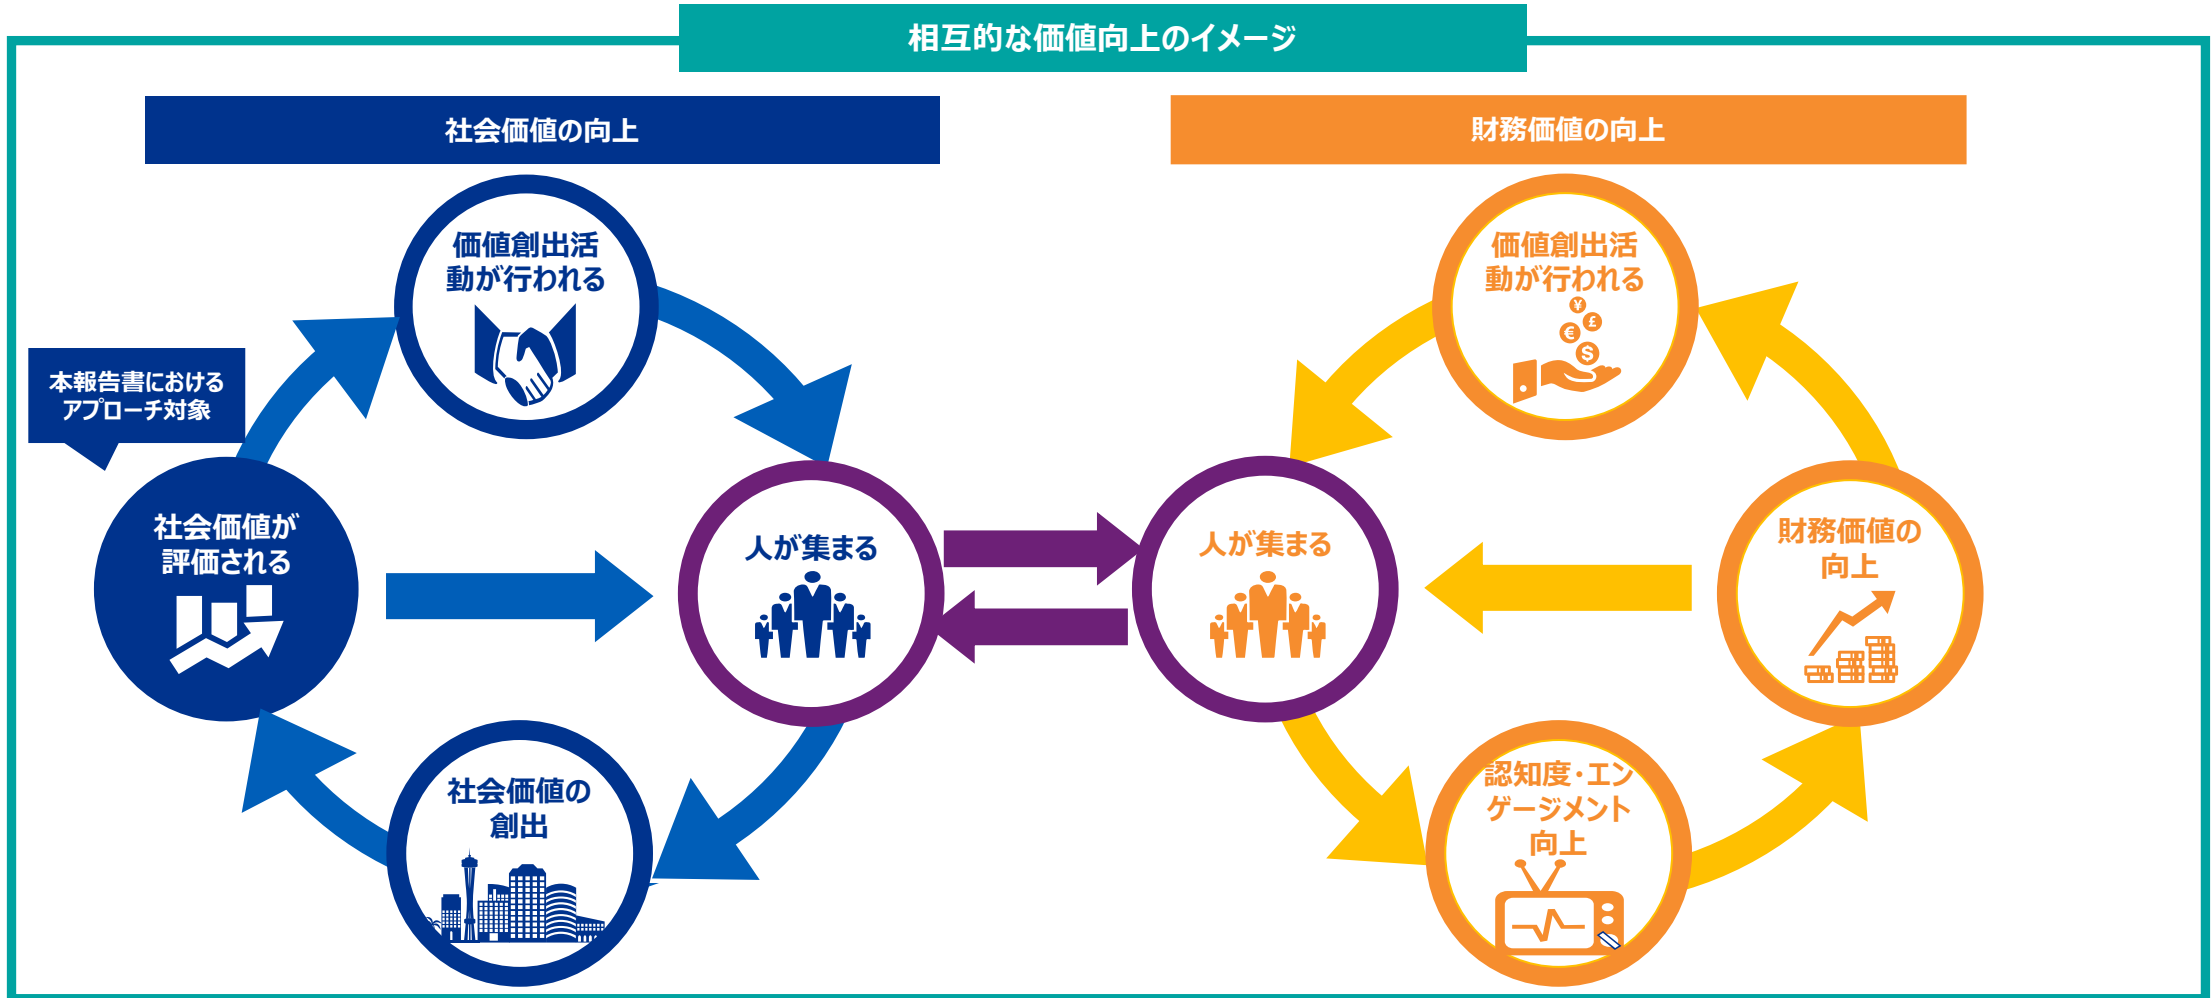 相互的な価値向上のイメージ
社会価値の向上
価値創出活
動が行われる
本報告書における
アプローチ対象
社会価値が
評価される
人が集まる
社会価値の
創出
財務価値の向上
価値創出活
動が行われる
¥
£
€
$
人が集まる
財務価値の
向上
認知度・エン
ゲージメント
向上